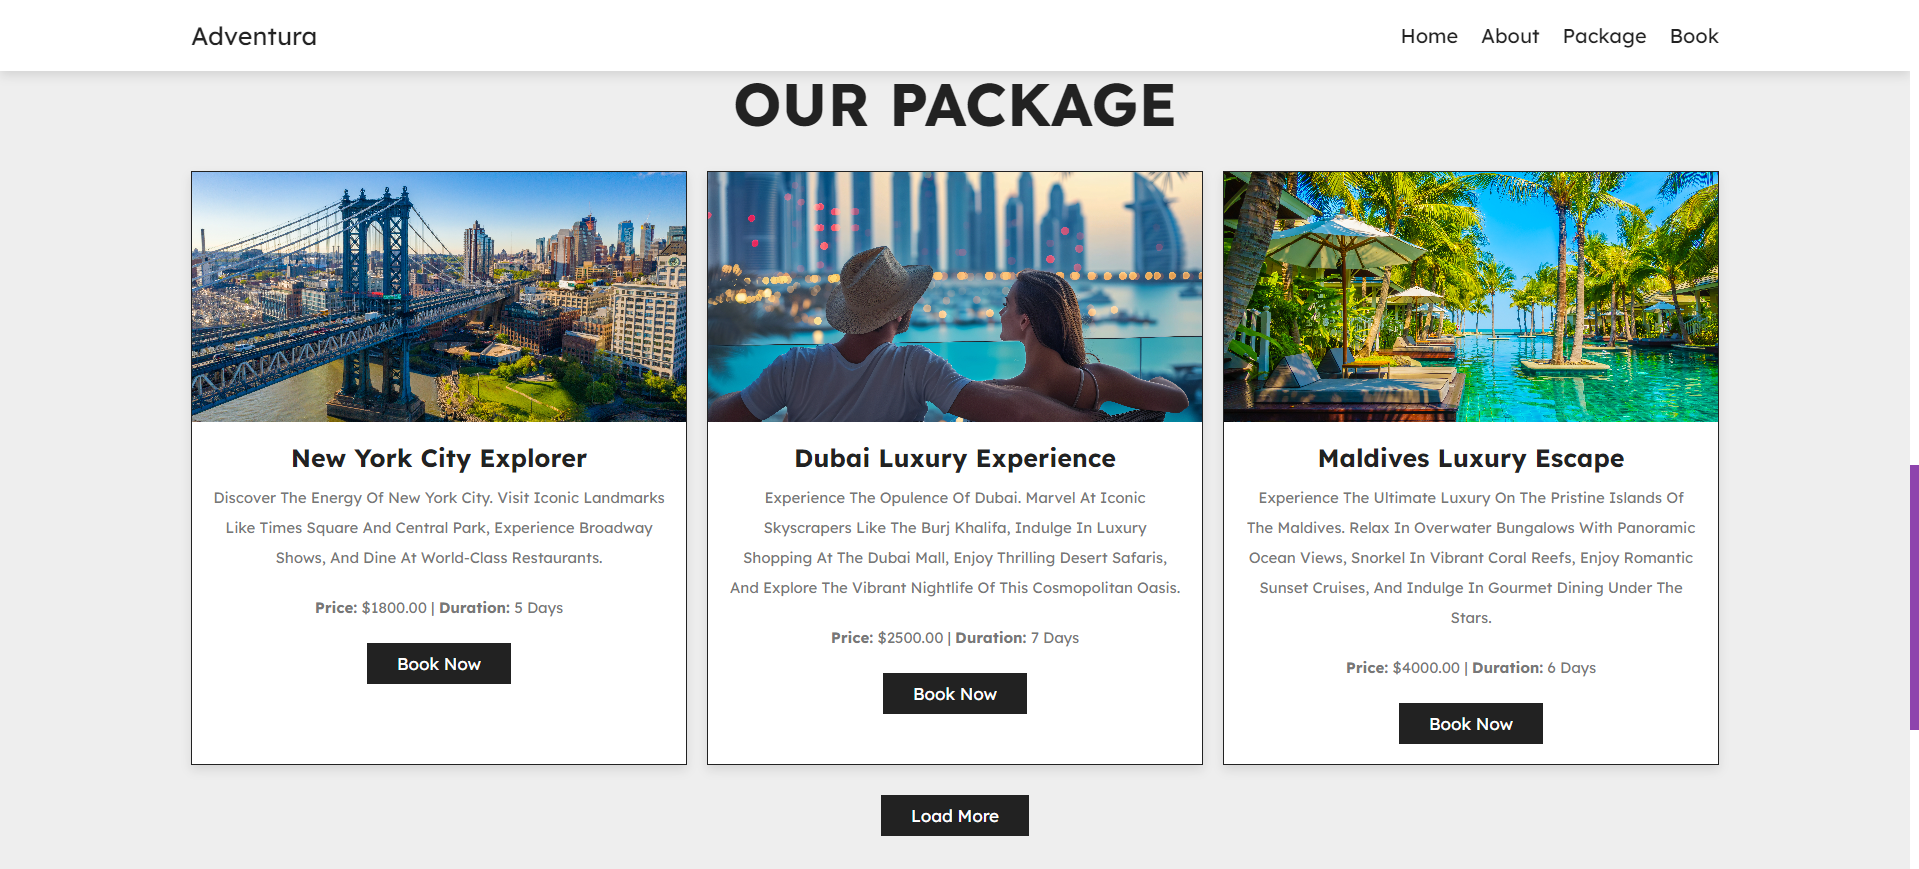 Adventura
Home About Package Book
OUR PACKAGE
New York City Explorer
Discover The Energy Of New York City. Visit Iconic Landmarks
Like Times Square And Central Park, Experience Broadway
Shows, And Dine At World-Class Restaurants.
Price: $1800.00 | Duration: 5 Days
Book Now
Dubai Luxury Experience
Experience The Opulence Of Dubai. Marvel At Iconic
Skyscrapers Like The Burj Khalifa, Indulge In Luxury
Shopping At The Dubai Mall, Enjoy Thrilling Desert Safaris,
And Explore The Vibrant Nightlife Of This Cosmopolitan Oasis.
Price: $2500.00 | Duration: 7 Days
Book Now
Maldives Luxury Escape
Experience The Ultimate Luxury On The Pristine Islands Of
The Maldives. Relax In Overwater Bungalows With Panoramic
Ocean Views, Snorkel In Vibrant Coral Reefs, Enjoy Romantic
Sunset Cruises, And Indulge In Gourmet Dining Under The
Stars.
Price: $4000.00 | Duration: 6 Days
Book Now
Load More